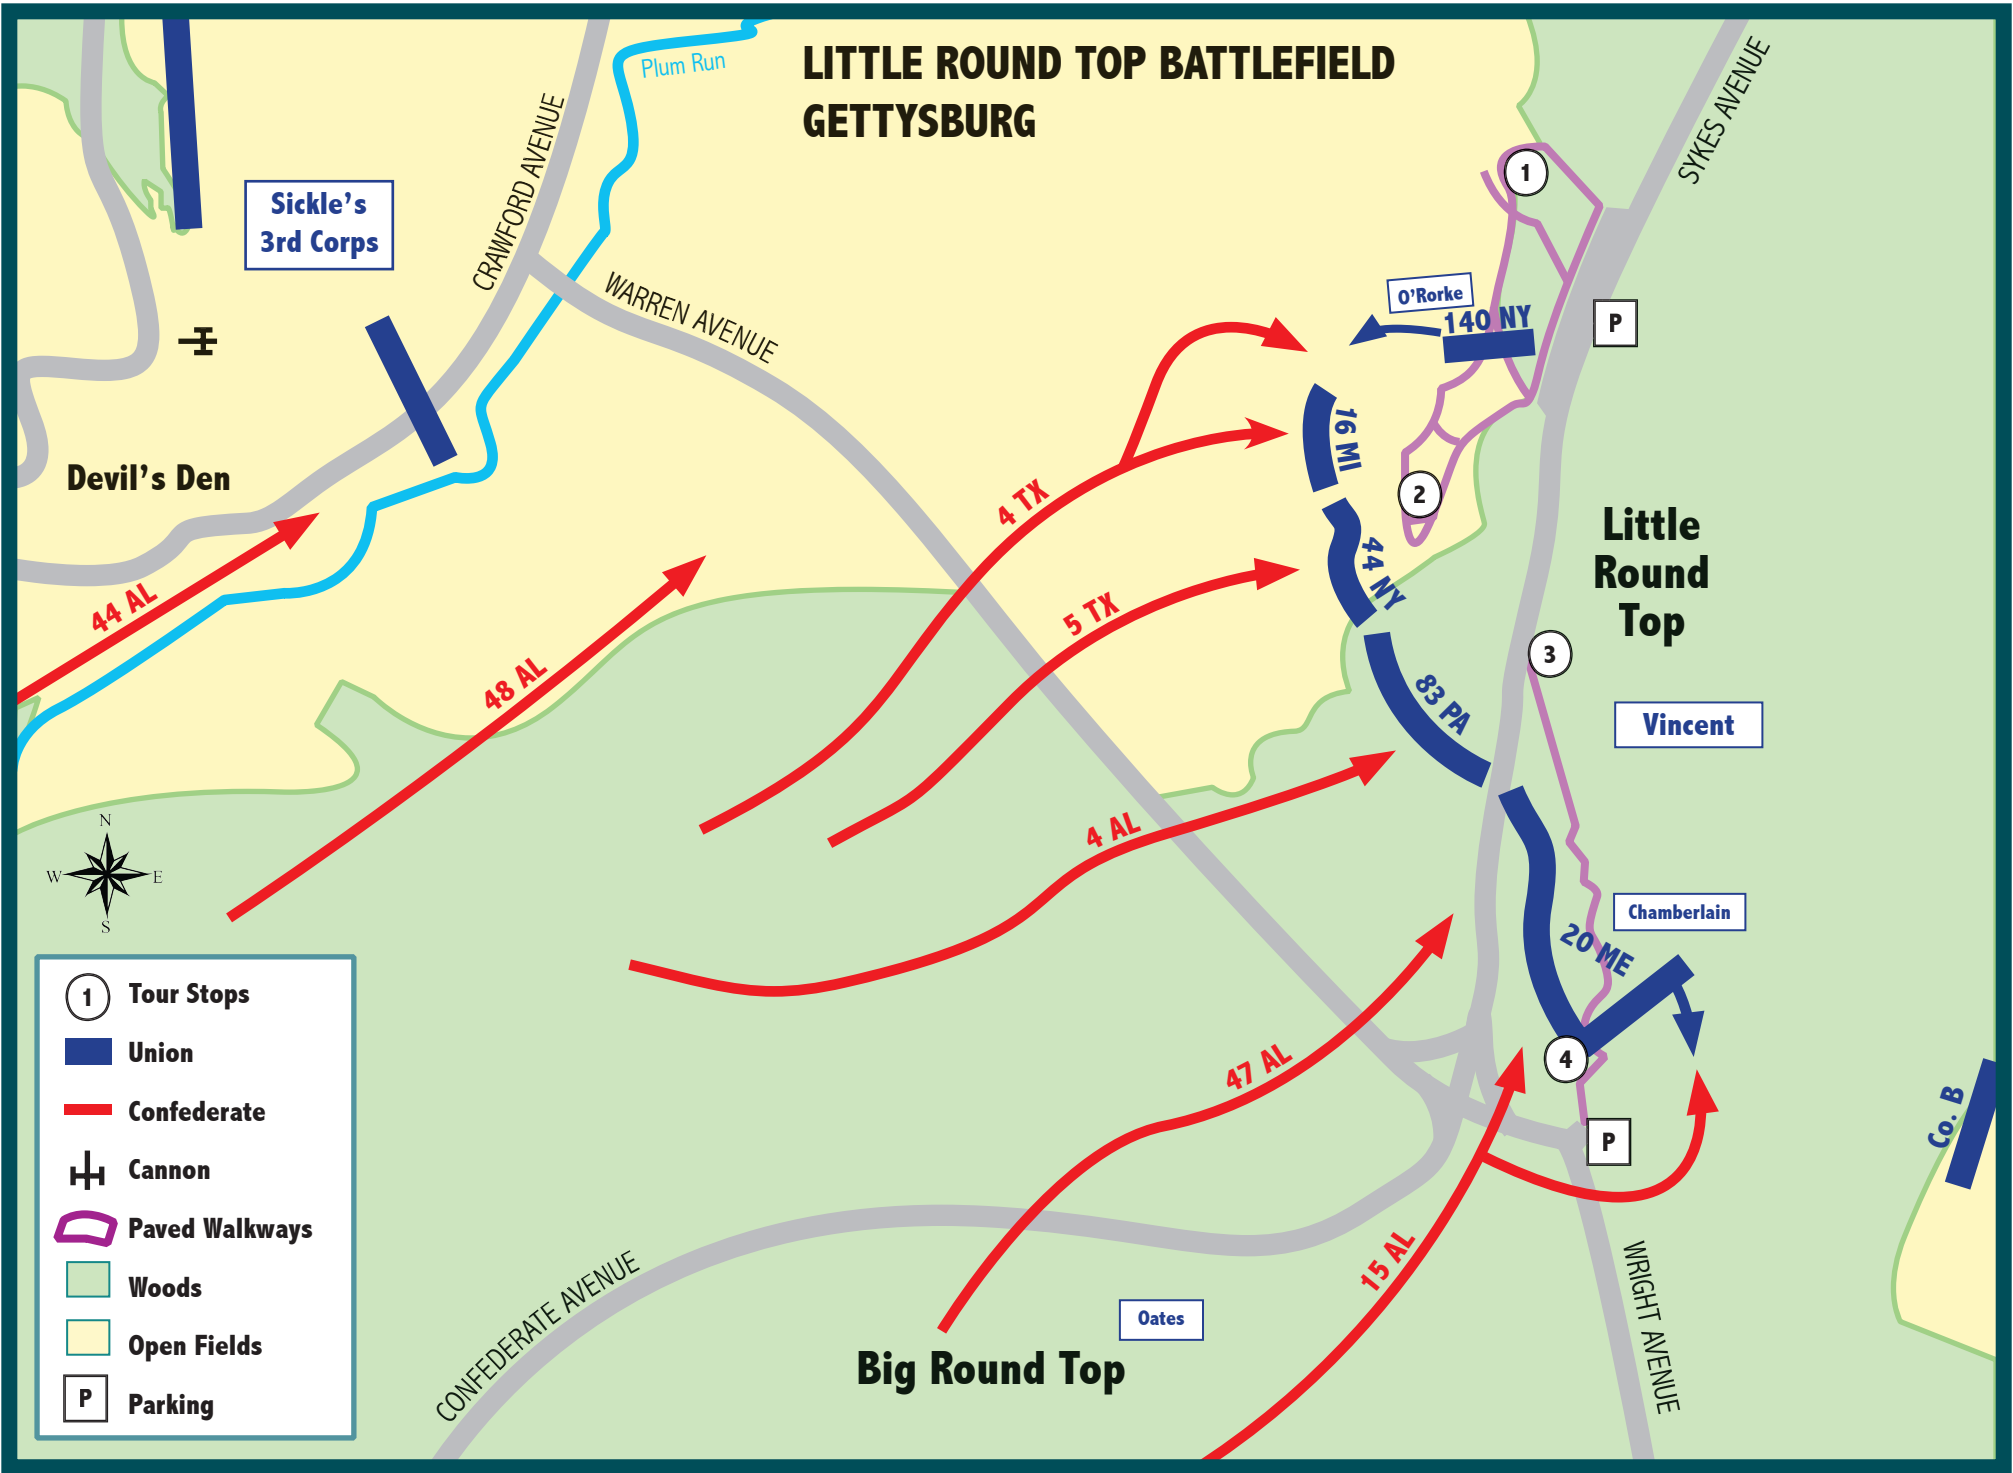 LITTLE ROUND TOP BATTLEFIELD
GETTYSBURG
Plum Run
CRAWFORD AVENUE
SYKES AVENUE
1
Sickle's
3rd Corps
WARREN AVENUE
O'Rorke
140 NY
P
16 MI
Devil's Den
2
4 TX
44 NY
Little
Round
Top
44 AL
5 TX
48 AL
3
83 PA
Vincent
4 AL
N
W
E
S
Chamberlain
20 ME
47 AL
4
P
Co. B
15 AL
WRIGHT AVENUE
CONFEDERATE AVENUE
Oates
Big Round Top
1
Tour Stops
Union
Confederate
Cannon
Paved Walkways
Woods
Open Fields
P
Parking